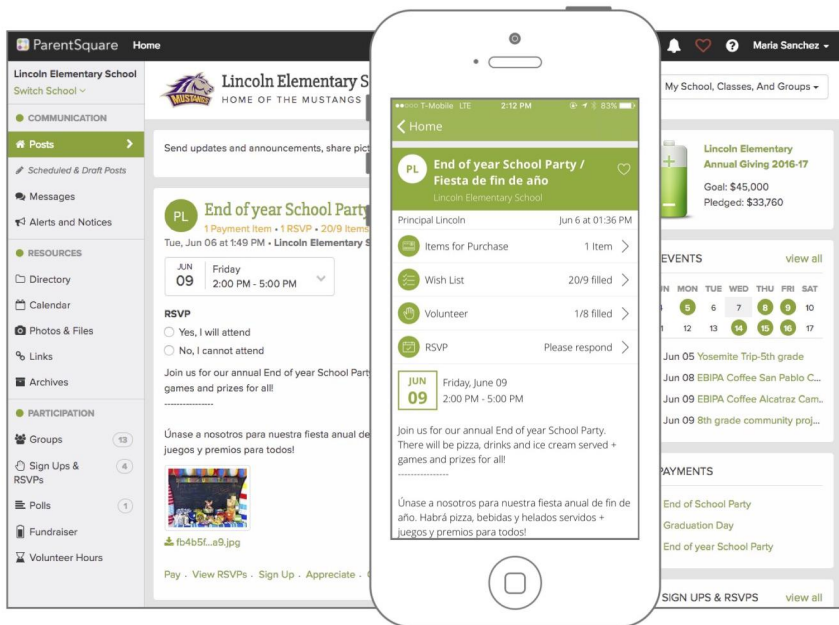 ParentSquare Home
Maria Sanchez
Lincoln Elementary School
Switch School
COMMUNICATION
Posts
Scheduled & Draft Posts
Messages
Alerts and Notices
RESOURCES
Directory
Calendar
Photos & Files
Links
Archives
PARTICIPATION
Groups 13
Sign Ups & 4
RSVPs
Polls 1
Fundraiser
Volunteer Hours
MUSTANGS
Lincoln Elementary S
HOME OF THE MUSTANGS
My School, Classes, And Groups
Send updates and announcements, share pict
PL
End of year School Part
1 Payment Item • 1 RSVP • 20/9 Items
Tue, Jun 06 at 1:49 PM • Lincoln Elementary S
JUN
09
Friday
2:00 PM - 5:00 PM
RSVP
Yes, I will attend
No, I cannot attend
Join us for our annual End of year School Part
games and prizes for all!
----------------
Únase a nosotros para nuestra fiesta anual de
juegos y premios para todos!
fb4b5f...a9.jpg
Pay . View RSVPs . Sign Up . Appreciate .
T-Mobile LTE 2:12 PM 83%
Home
PL
End of year School Party /
Fiesta de fin de año
Lincoln Elementary School
Principal Lincoln Jun 6 at 01:36 PM
Items for Purchase 1 Item
Wish List 20/9 filled
Volunteer 1/8 filled
RSVP Please respond
JUN
09
Friday, June 09
2:00 PM - 5:00 PM
Join us for our annual End of year School Party.
There will be pizza, drinks and ice cream served +
games and prizes for all!
----------------
Únase a nosotros para nuestra fiesta anual de fin de
año. Habrá pizza, bebidas y helados servidos +
juegos y premios para todos!
Lincoln Elementary
Annual Giving 2016-17
Goal: $45,000
Pledged: $33,760
EVENTS view all
MON TUE WED THU FRI SAT
5 6 7 8 9 10
12 13 14 15 16 17
Jun 05 Yosemite Trip-5th grade
Jun 08 EBIPA Coffee San Pablo C...
Jun 09 EBIPA Coffee Alcatraz Cam..
Jun 09 8th grade community proj...
PAYMENTS
End of School Party
Graduation Day
End of year School Party
SIGN UPS & RSVPS view all